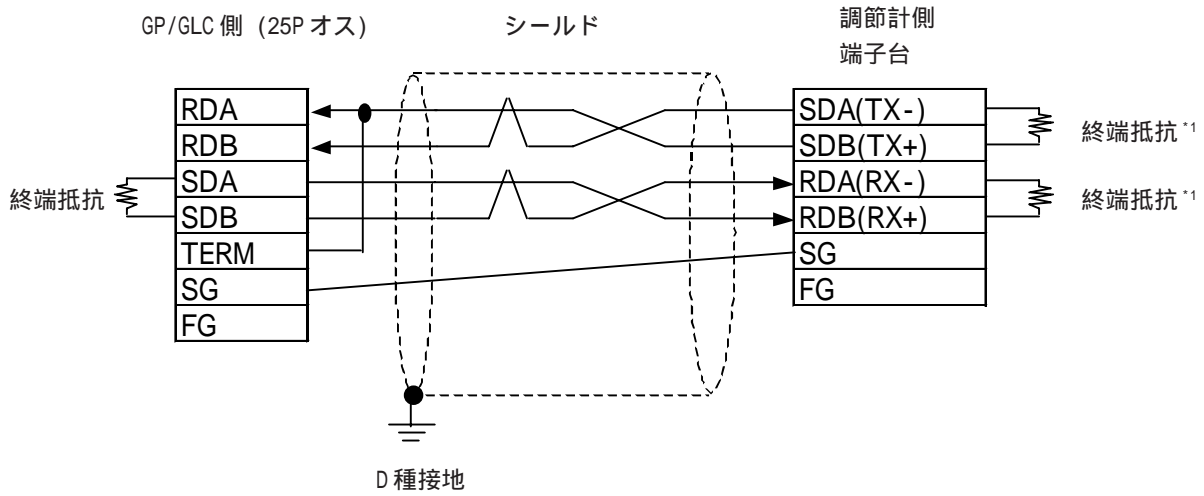 GP/GLC 側 (25P オス)
シールド
調節計側
端子台
RDA
RDB
SDA
SDB
TERM
SG
FG
終端抵抗
SDA(TX-)
SDB(TX+)
RDA(RX-)
RDB(RX+)
SG
FG
終端抵抗 *1
終端抵抗 *1
D 種接地